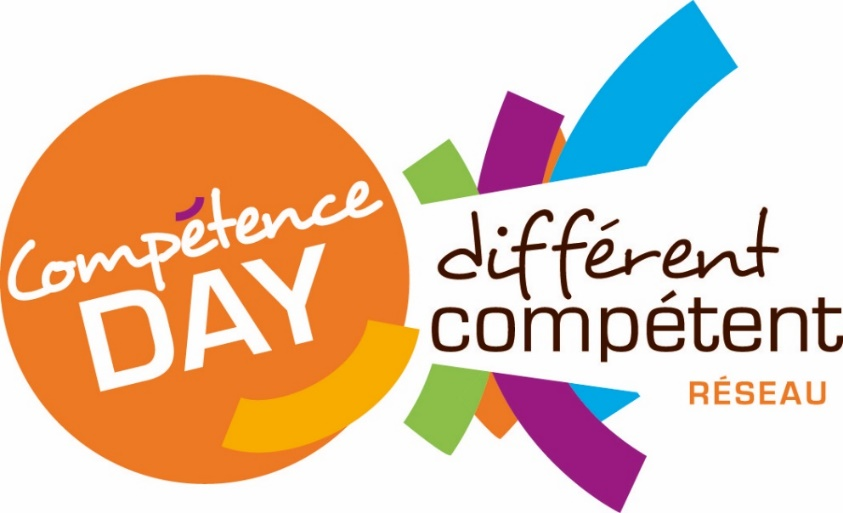 Compétence
DAY
différent
compétent
RÉSEAU